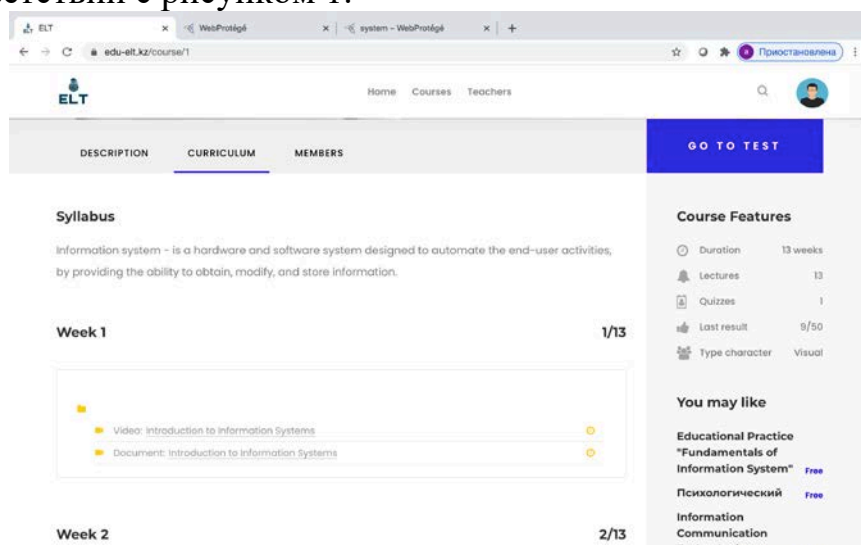 ветствии с рисунком 1.
ELT
WebProtégé
system – WebProtégé
edu-elt.kz/course/1
Приостановлена
ELT
Home Courses Teachers
DESCRIPTION CURRICULUM MEMBERS
GO TO TEST
Syllabus
Information system - is a hardware and software system designed to automate the end-user activities,
by providing the ability to obtain, modify, and store information.
Week 1 1/13
Video: Introduction to Information Systems
Document: Introduction to Information Systems
Week 2 2/13
Course Features
Duration 13 weeks
Lectures 13
Quizzes 1
Last result 9/50
Type character Visual
You may like
Educational Practice
"Fundamentals of
Information System" Free
Психологический Free
Information
Communication